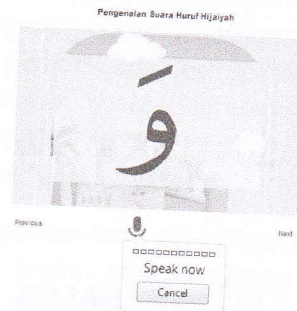 Pengenalan Suara Huruf Hijaiyah
وَ
Previous
Next
Speak now
Cancel